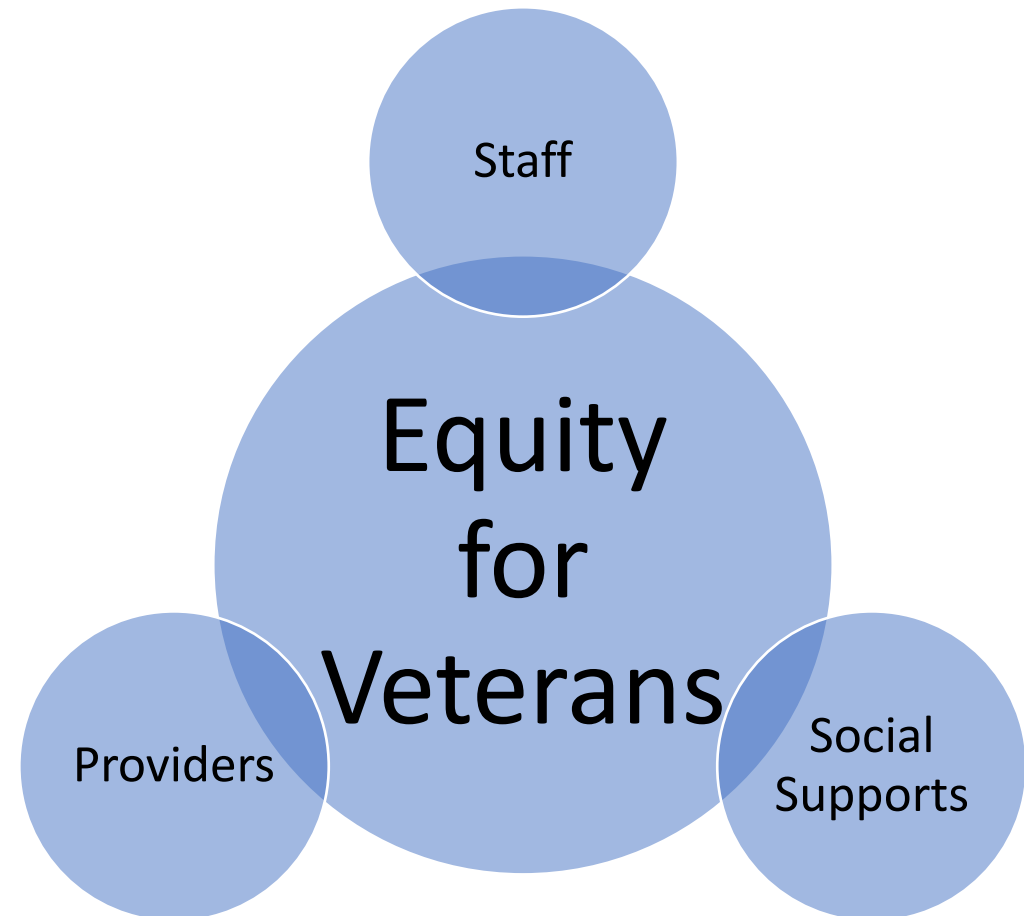 Staff
Equity
for
Veterans
Providers
Social
Supports